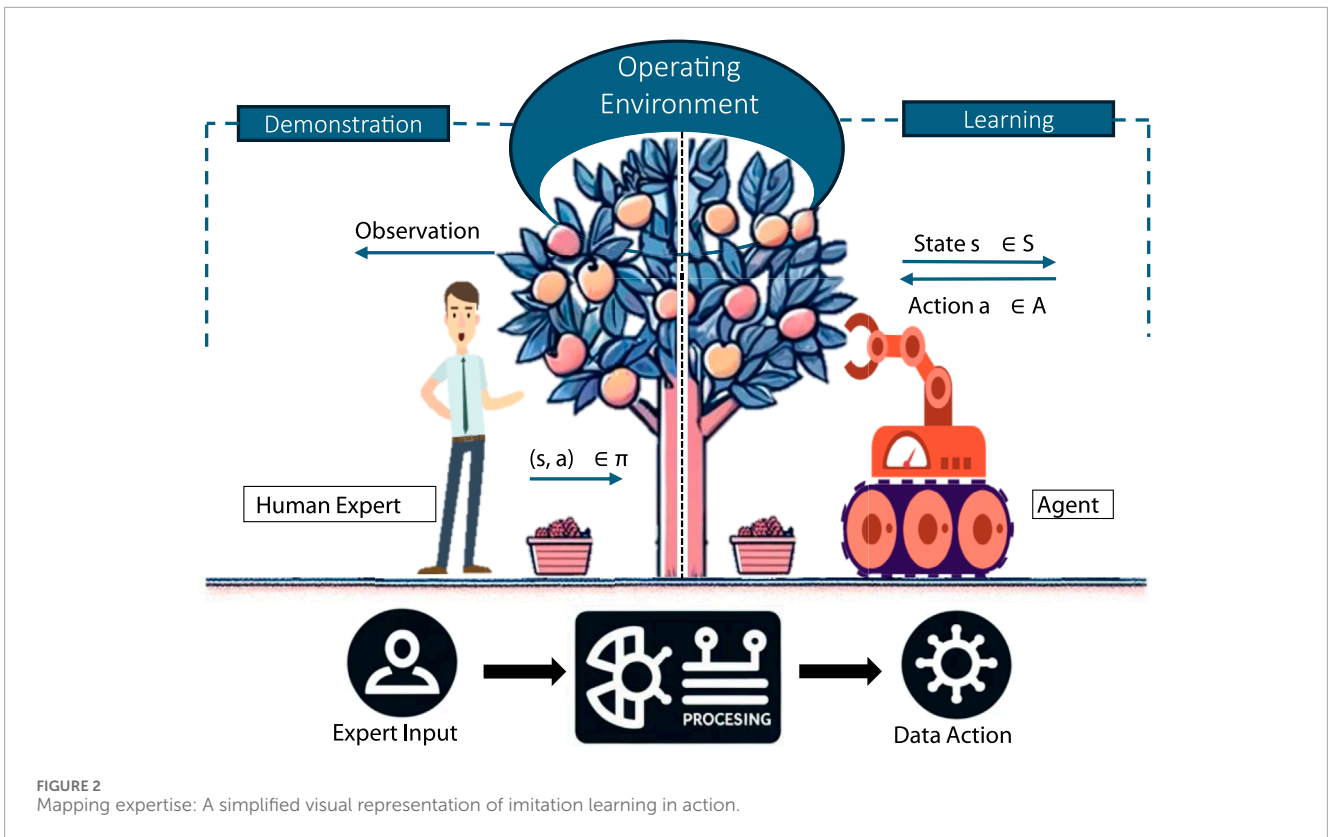 Operating
Environment
Demonstration
Learning
Observation
State s ∈ S
Action a ∈ A
(s, a) ∈ π
Human Expert
Agent
PROCESING
Expert Input
Data Action
FIGURE 2
Mapping expertise: A simplified visual representation of imitation learning in action.